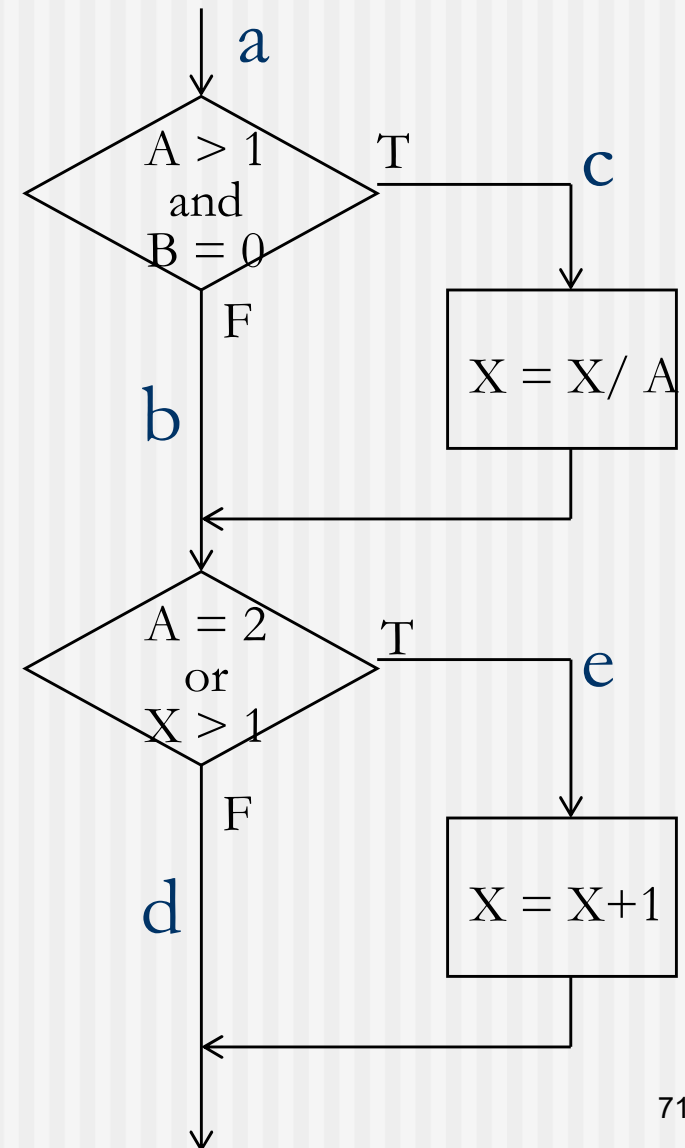 a
A > 1
and
B = 0
T
c
F
X = X/ A
b
A = 2
or
X > 1
T
e
F
X = X+1
d
71